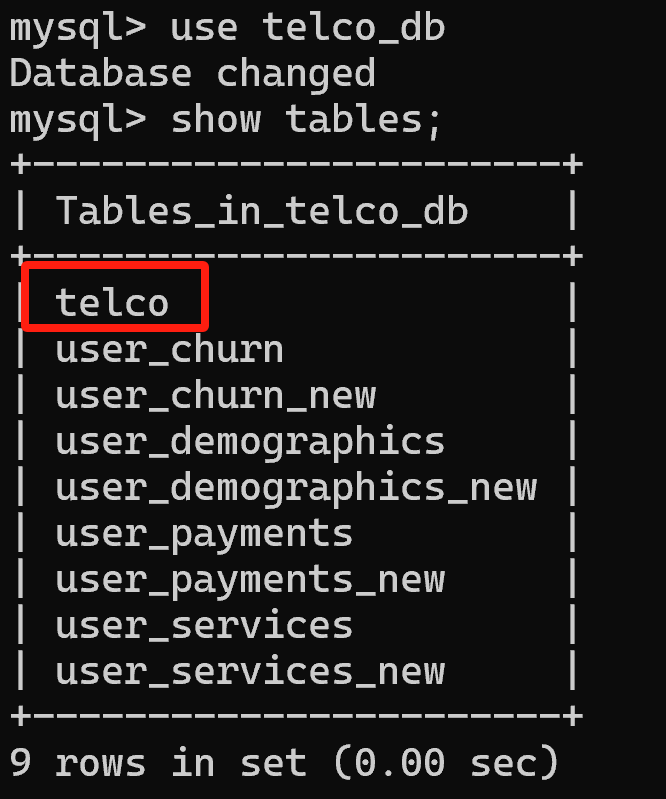 mysql> use telco_db
Database changed
mysql> show tables;
+-----------------------+
| Tables_in_telco_db    |
+-----------------------+
| telco                 |
| user_churn            |
| user_churn_new        |
| user_demographics     |
| user_demographics_new |
| user_payments         |
| user_payments_new     |
| user_services         |
| user_services_new     |
+-----------------------+
9 rows in set (0.00 sec)